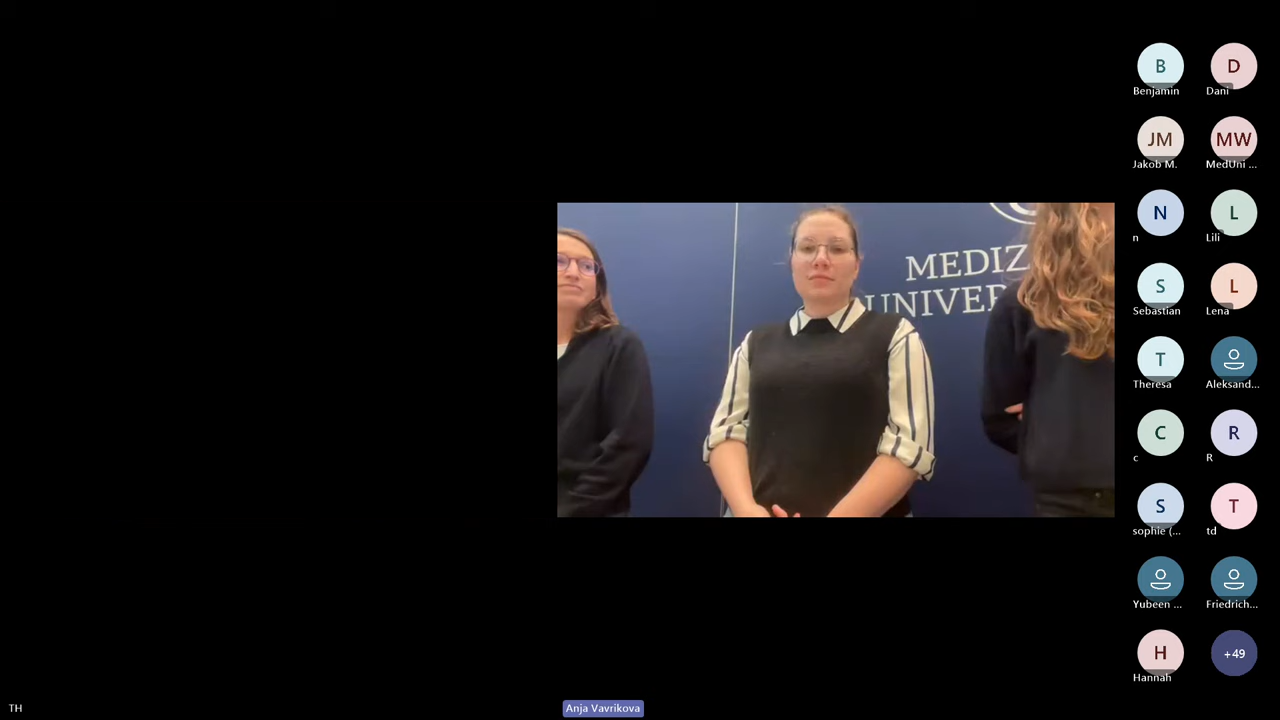 B
D
Benjamin
Dani
JM
MW
Jakob M.
MedUni ...
N
L
n
Lili
MEDIZ
UNIVER
S
L
Sebastian
Lena
T
Theresa
Aleksand...
C
R
c
R
S
T
sophie (...
td
Yubeen ...
Friedrich...
H
+49
Hannah
TH
Anja Vavrikova